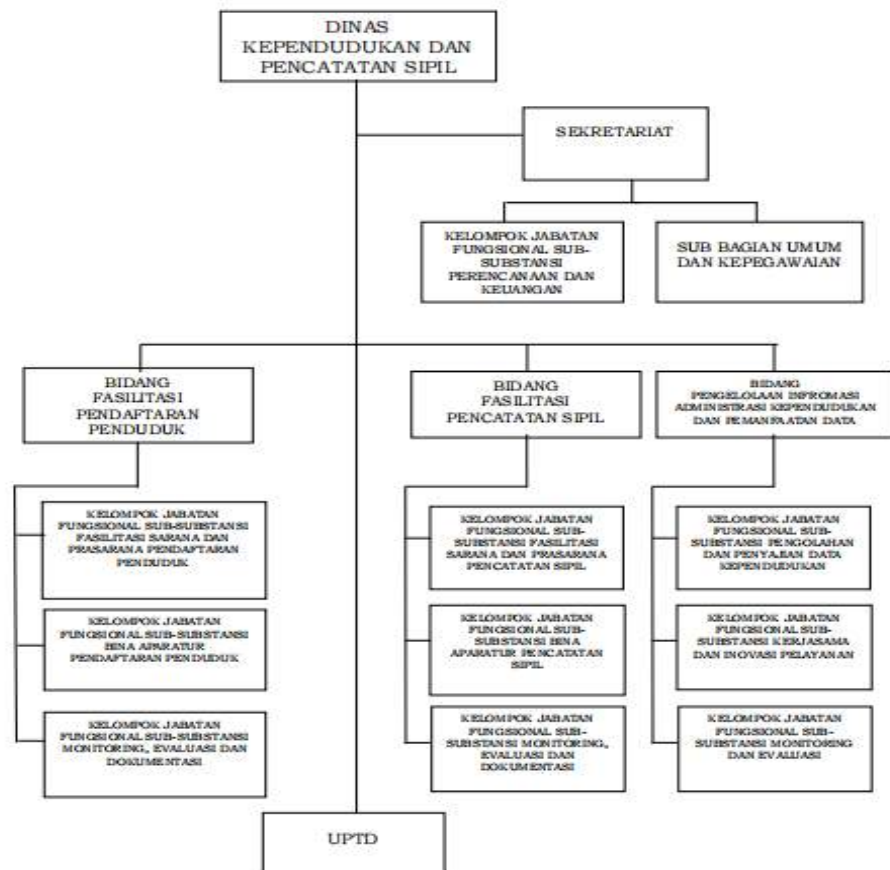 DINAS
KEPENDUDUKAN DAN
PENCATATAN SIPIL
SEKRETARIAT
KELOMPOK JABATAN
FUNGSIONAL SUB-
SUBSTANSI
PERENCANAAN DAN
KEUANGAN
SUB BAGIAN UMUM
DAN KEPEGAWAIAN
BIDANG
FASILITASI
PENDAFTARAN
PENDUDUK
BIDANG
FASILITASI
PENCATATAN SIPIL
BIDANG
PENGELOLAAN INFROMASI
ADMINISTRASI KEPENDUDUKAN
DAN PEMANFAATAN DATA
KELOMPOK JABATAN
FUNGSIONAL SUB-SUBSTANSI
FASILITASI SARANA DAN
PRASARANA PENDAFTARAN
PENDUDUK
KELOMPOK JABATAN
FUNGSIONAL SUB-
SUBSTANSI FASILITASI
SARANA DAN PRASARANA
PENCATATAN SIPIL
KELOMPOK JABATAN
FUNGSIONAL SUB-
SUBSTANSI PENGOLAHAN
DAN PENYAJIAN DATA
KEPENDUDUKAN
KELOMPOK JABATAN
FUNGSIONAL SUB-SUBSTANSI
BINA APARATUR
PENDAFTARAN PENDUDUK
KELOMPOK JABATAN
FUNGSIONAL SUB-
SUBSTANSI BINA
APARATUR PENCATATAN
SIPIL
KELOMPOK JABATAN
FUNGSIONAL SUB-
SUBSTANSI KERJASAMA
DAN INOVASI PELAYANAN
KELOMPOK JABATAN
FUNGSIONAL SUB-SUBSTANSI
MONITORING, EVALUASI DAN
DOKUMENTASI
KELOMPOK JABATAN
FUNGSIONAL SUB-
SUBSTANSI MONITORING,
EVALUASI DAN
DOKUMENTASI
KELOMPOK JABATAN
FUNGSIONAL SUB-
SUBSTANSI MONITORING
DAN EVALUASI
UPTD